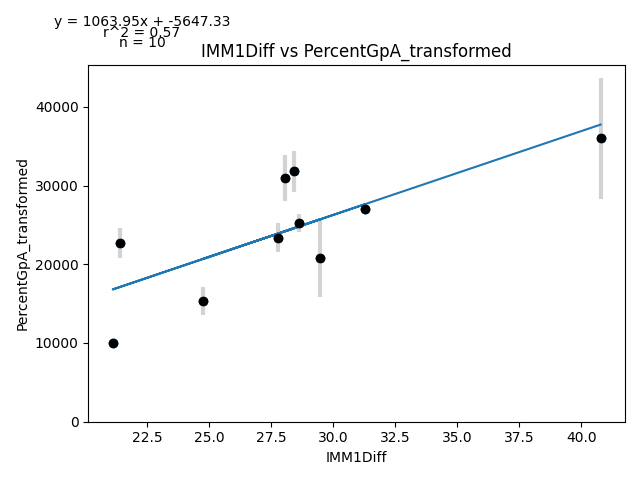 y = 1063.95x + -5647.33
r^2 = 0.57
n = 10
IMM1Diff vs PercentGpA_transformed
40000
30000
20000
10000
0
PercentGpA_transformed
22.5 25.0 27.5 30.0 32.5 35.0 37.5 40.0
IMM1Diff